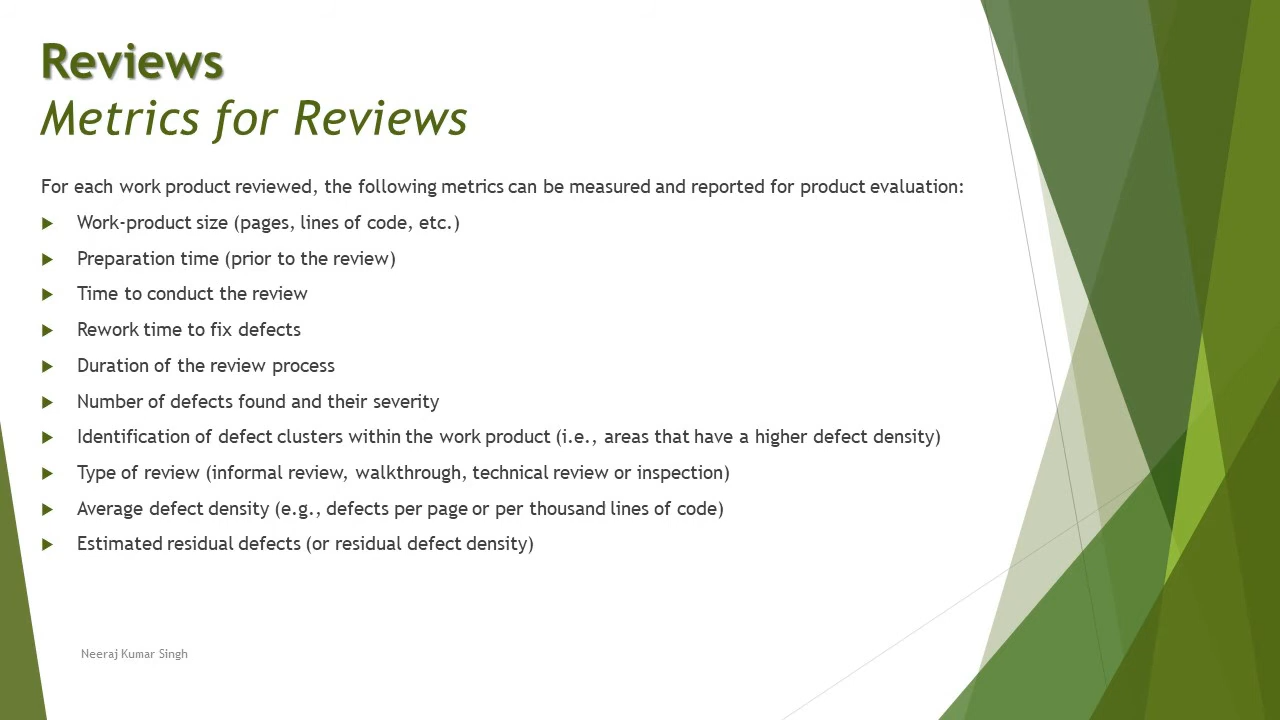 Reviews
Metrics for Reviews
For each work product reviewed, the following metrics can be measured and reported for product evaluation:
Work-product size (pages, lines of code, etc.)
Preparation time (prior to the review)
Time to conduct the review
Rework time to fix defects
Duration of the review process
Number of defects found and their severity
Identification of defect clusters within the work product (i.e., areas that have a higher defect density)
Type of review (informal review, walkthrough, technical review or inspection)
Average defect density (e.g., defects per page or per thousand lines of code)
Estimated residual defects (or residual defect density)
Neeraj Kumar Singh